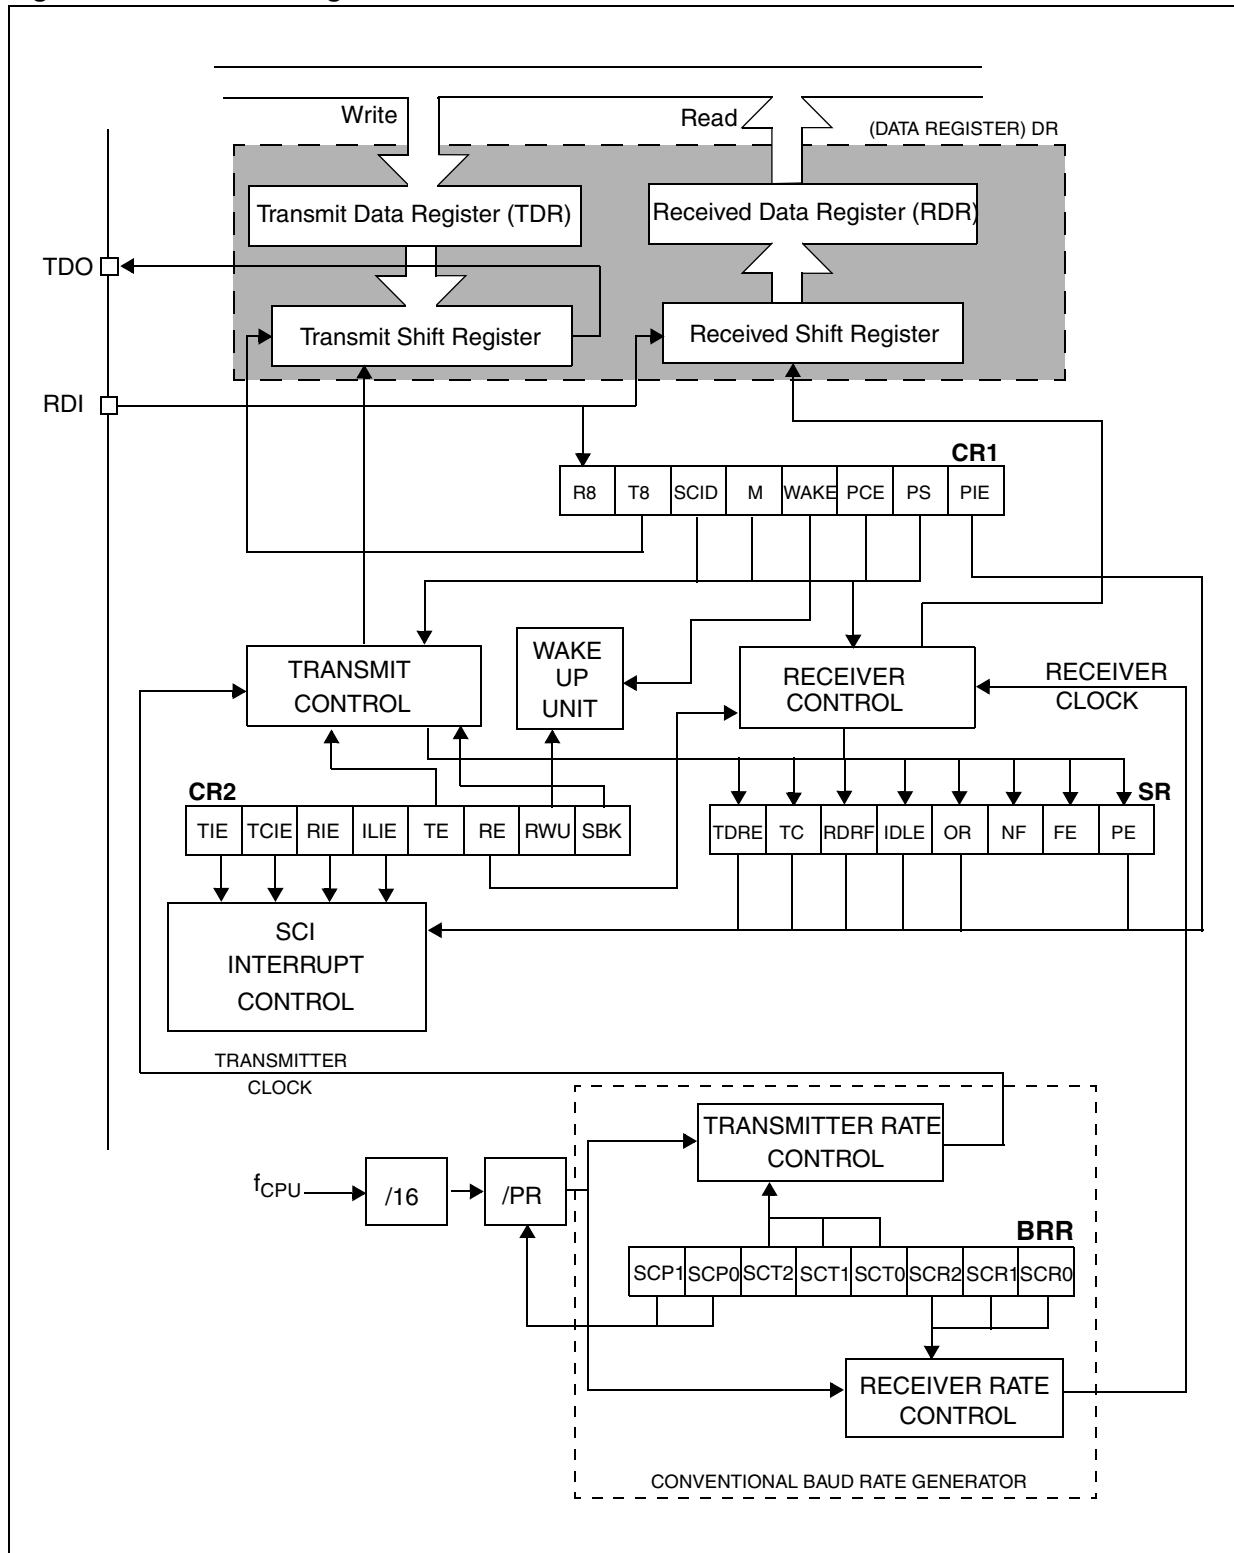 Write
Read
(DATA REGISTER) DR
Transmit Data Register (TDR)
Received Data Register (RDR)
TDO
Transmit Shift Register
Received Shift Register
RDI
CR1
R8 T8 SCID M WAKE PCE PS PIE
TRANSMIT
CONTROL
WAKE
UP
UNIT
RECEIVER
CONTROL
RECEIVER
CLOCK
CR2
TIE TCIE RIE ILIE TE RE RWU SBK
SR
TDRE TC RDRF IDLE OR NF FE PE
SCI
INTERRUPT
CONTROL
TRANSMITTER
CLOCK
TRANSMITTER RATE
CONTROL
fCPU
/16
/PR
BRR
SCP1 SCP0 SCT2 SCT1 SCT0 SCR2 SCR1 SCR0
RECEIVER RATE
CONTROL
CONVENTIONAL BAUD RATE GENERATOR